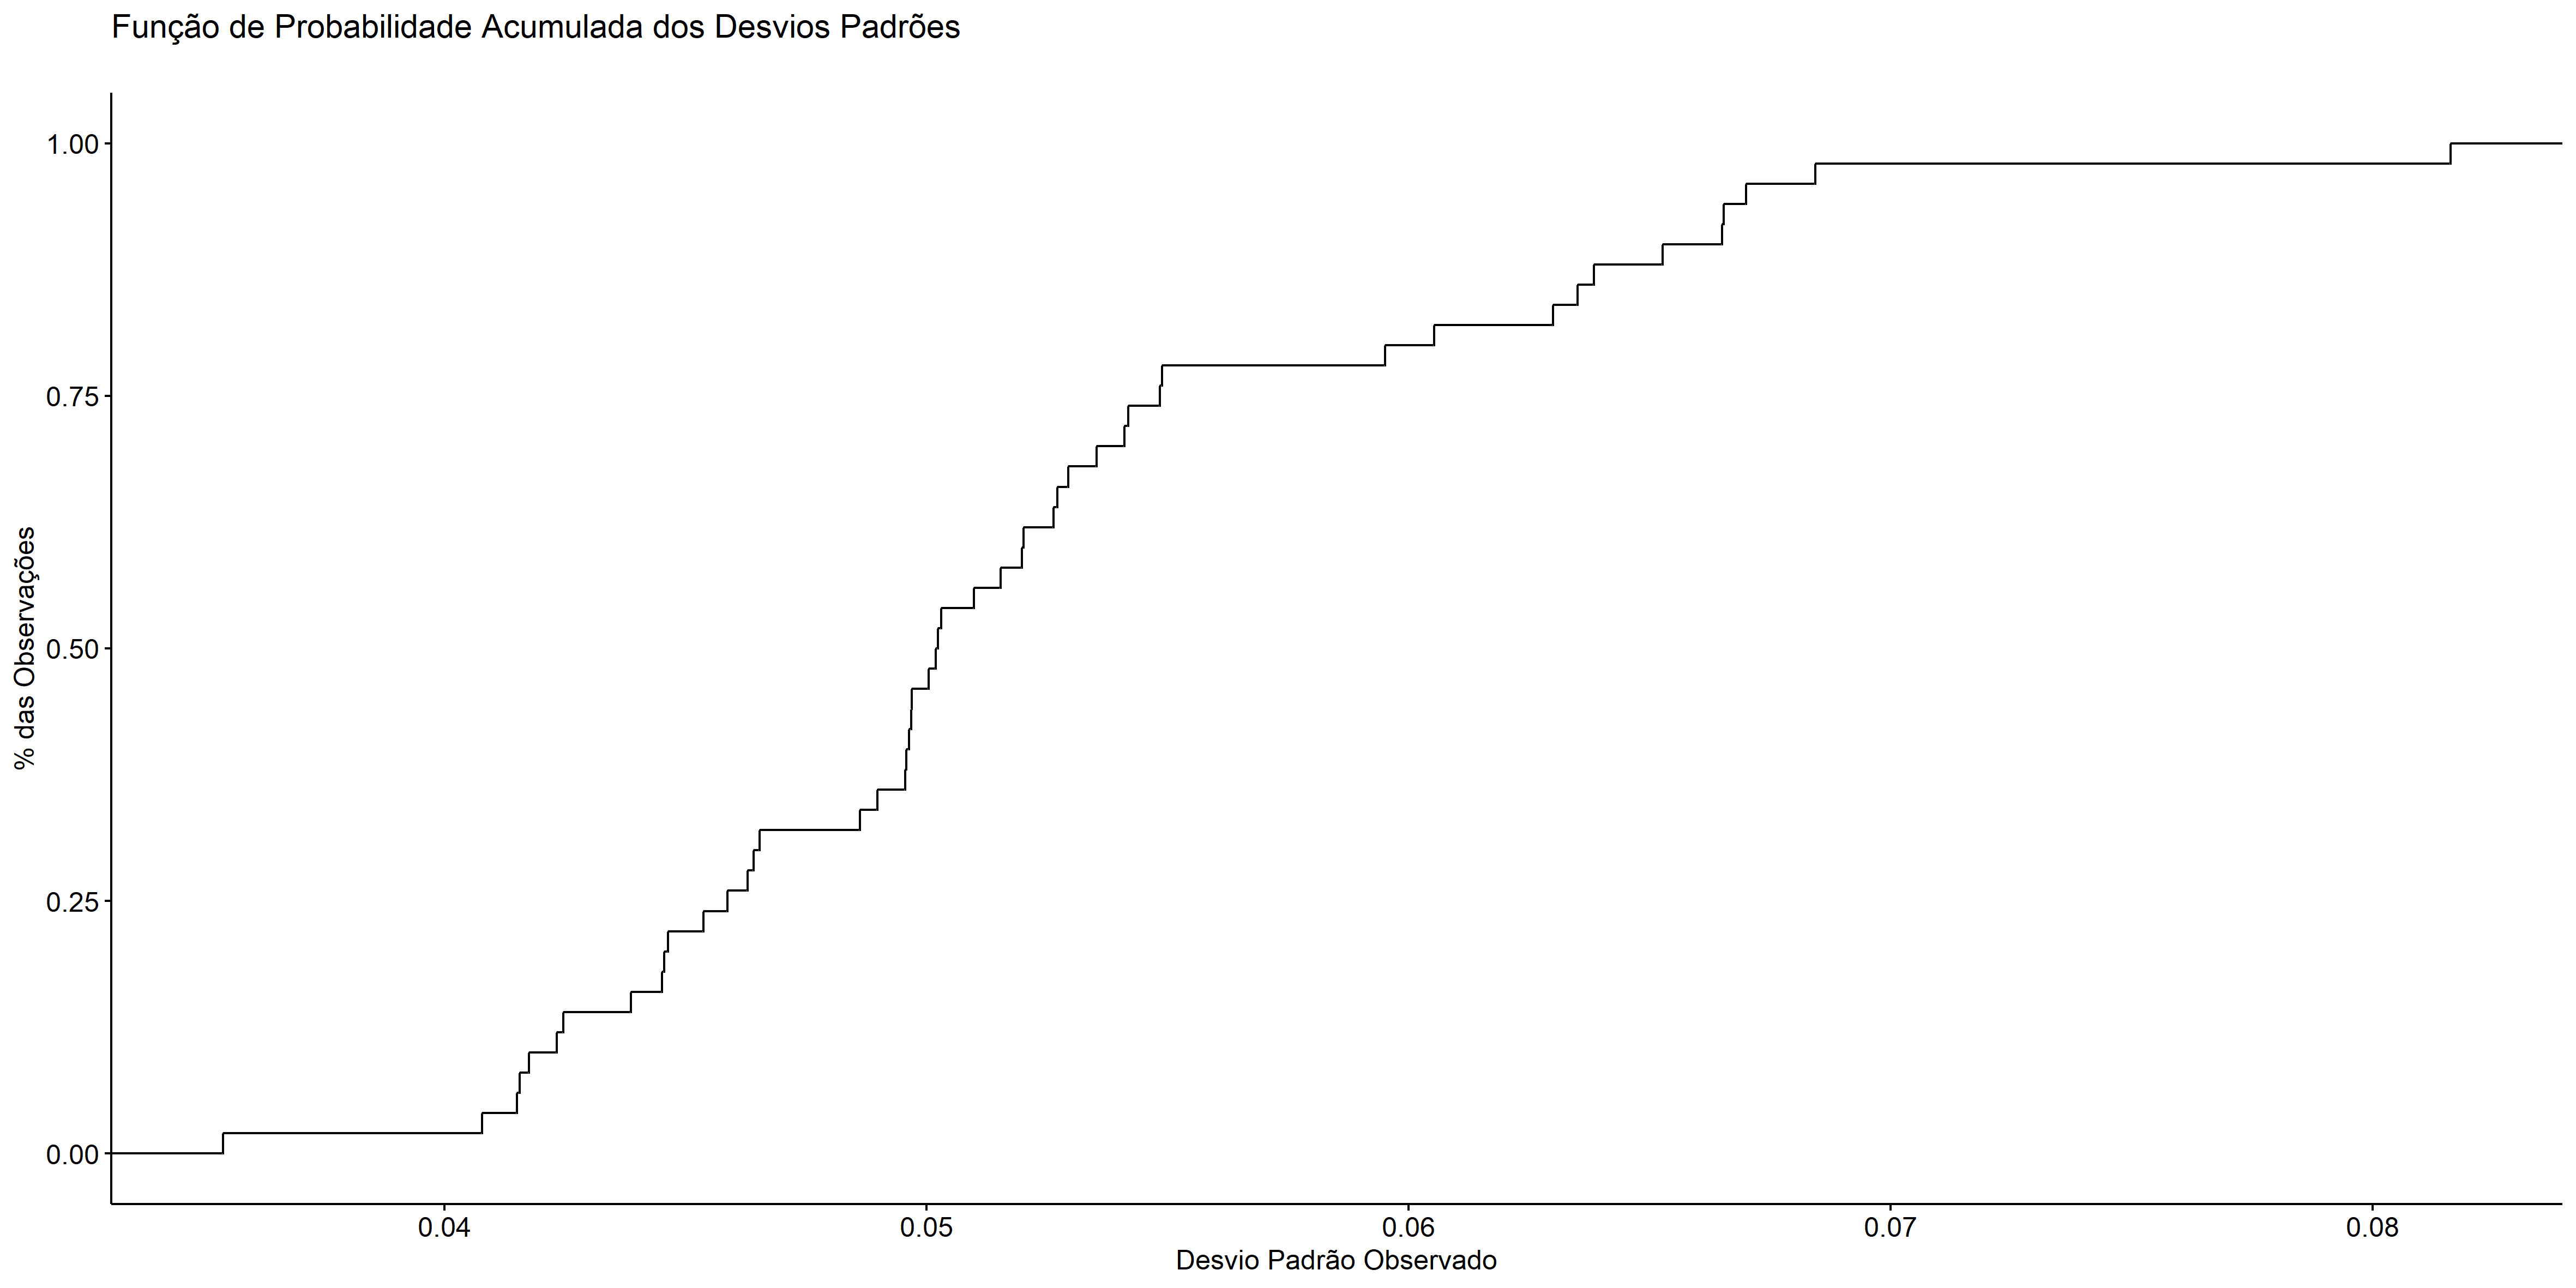 Função de Probabilidade Acumulada dos Desvios Padrões
1.00
0.75
0.50
0.25
0.00
% das Observações
0.04 0.05 0.06 0.07 0.08
Desvio Padrão Observado